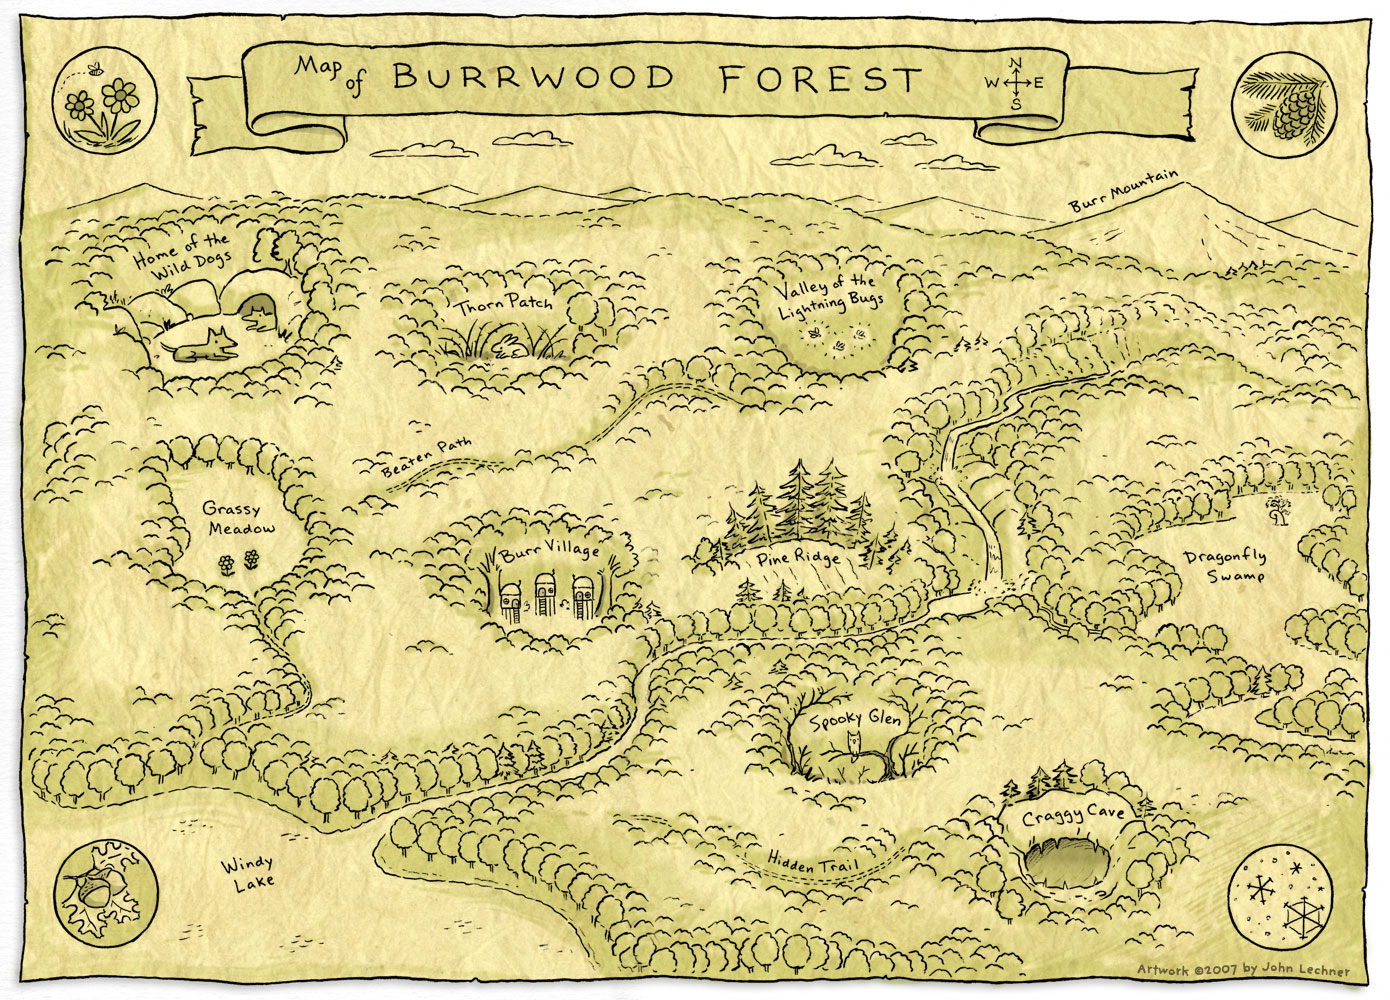 Map of BURRWOOD FOREST
N
W E
S
Burr Mountain
Home of the
Wild Dogs
Thorn Patch
Valley of the
Lightning Bugs
Beaten Path
Grassy
Meadow
Burr Village
Pine Ridge
Dragonfly
Swamp
Spooky Glen
Craggy Cave
Hidden Trail
Windy
Lake
Artwork ©2007 by John Lechner